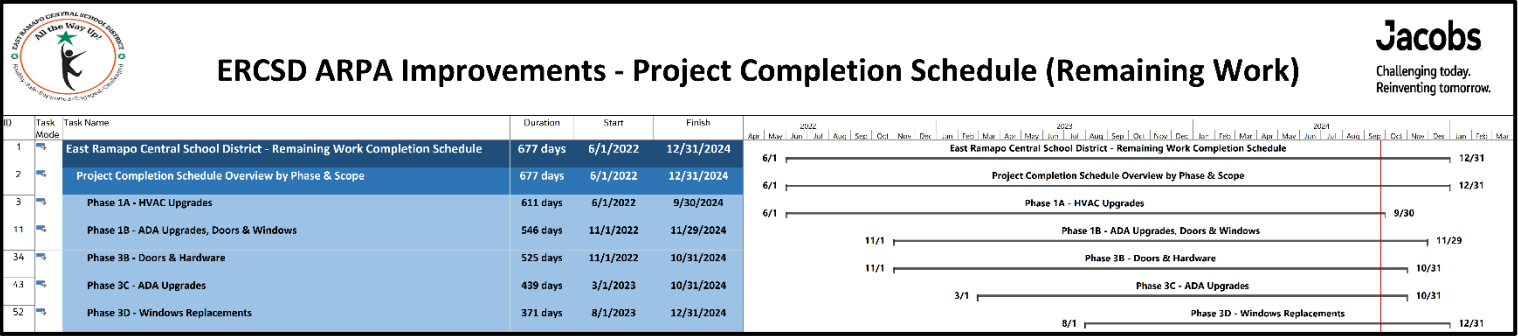 EAST RAMAPO CENTRAL SCHOOL DISTRICT
All the Way Up!
Jacobs
Challenging today.
Reinventing tomorrow.
ERCSD ARPA Improvements - Project Completion Schedule (Remaining Work)
ID Task Mode Task Name Duration Start Finish
2022 2023 2024
Apr May Jun Jul Aug Sep Oct Nov Dec Jan Feb Mar Apr May Jun Jul Aug Sep Oct Nov Dec Jan Feb Mar Apr May Jun Jul Aug Sep Oct Nov Dec Jan Feb Mar
1 East Ramapo Central School District - Remaining Work Completion Schedule 677 days 6/1/2022 12/31/2024
East Ramapo Central School District - Remaining Work Completion Schedule
6/1 12/31
2 Project Completion Schedule Overview by Phase & Scope 677 days 6/1/2022 12/31/2024
Project Completion Schedule Overview by Phase & Scope
6/1 12/31
3 Phase 1A - HVAC Upgrades 611 days 6/1/2022 9/30/2024
Phase 1A - HVAC Upgrades
6/1 9/30
11 Phase 1B - ADA Upgrades, Doors & Windows 546 days 11/1/2022 11/29/2024
Phase 1B - ADA Upgrades, Doors & Windows
11/1 11/29
34 Phase 3B - Doors & Hardware 525 days 11/1/2022 10/31/2024
Phase 3B - Doors & Hardware
11/1 10/31
43 Phase 3C - ADA Upgrades 439 days 3/1/2023 10/31/2024
Phase 3C - ADA Upgrades
3/1 10/31
52 Phase 3D - Windows Replacements 371 days 8/1/2023 12/31/2024
Phase 3D - Windows Replacements
8/1 12/31